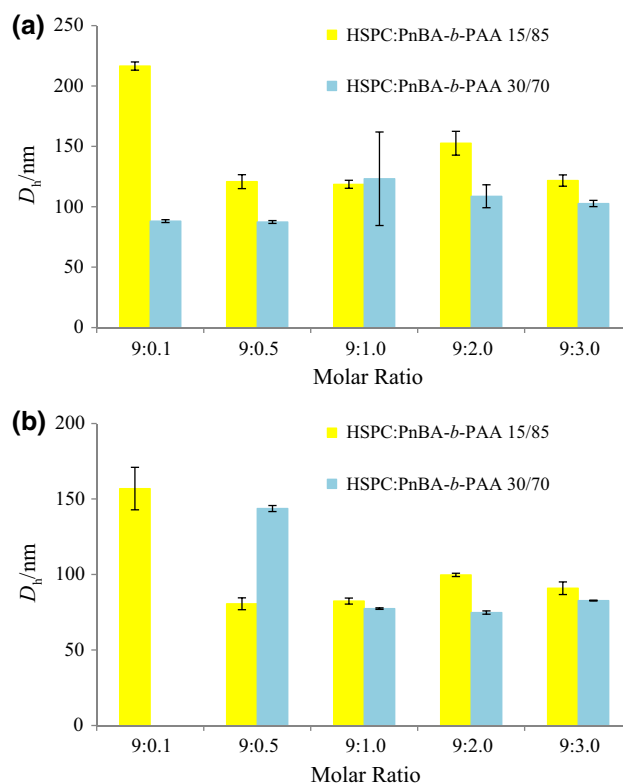 (a)
HSPC:PnBA-b-PAA 15/85
HSPC:PnBA-b-PAA 30/70
Dh/nm
250
200
150
100
50
0
9:0.1 9:0.5 9:1.0 9:2.0 9:3.0
Molar Ratio
(b)
HSPC:PnBA-b-PAA 15/85
HSPC:PnBA-b-PAA 30/70
Dh/nm
200
150
100
50
0
9:0.1 9:0.5 9:1.0 9:2.0 9:3.0
Molar Ratio